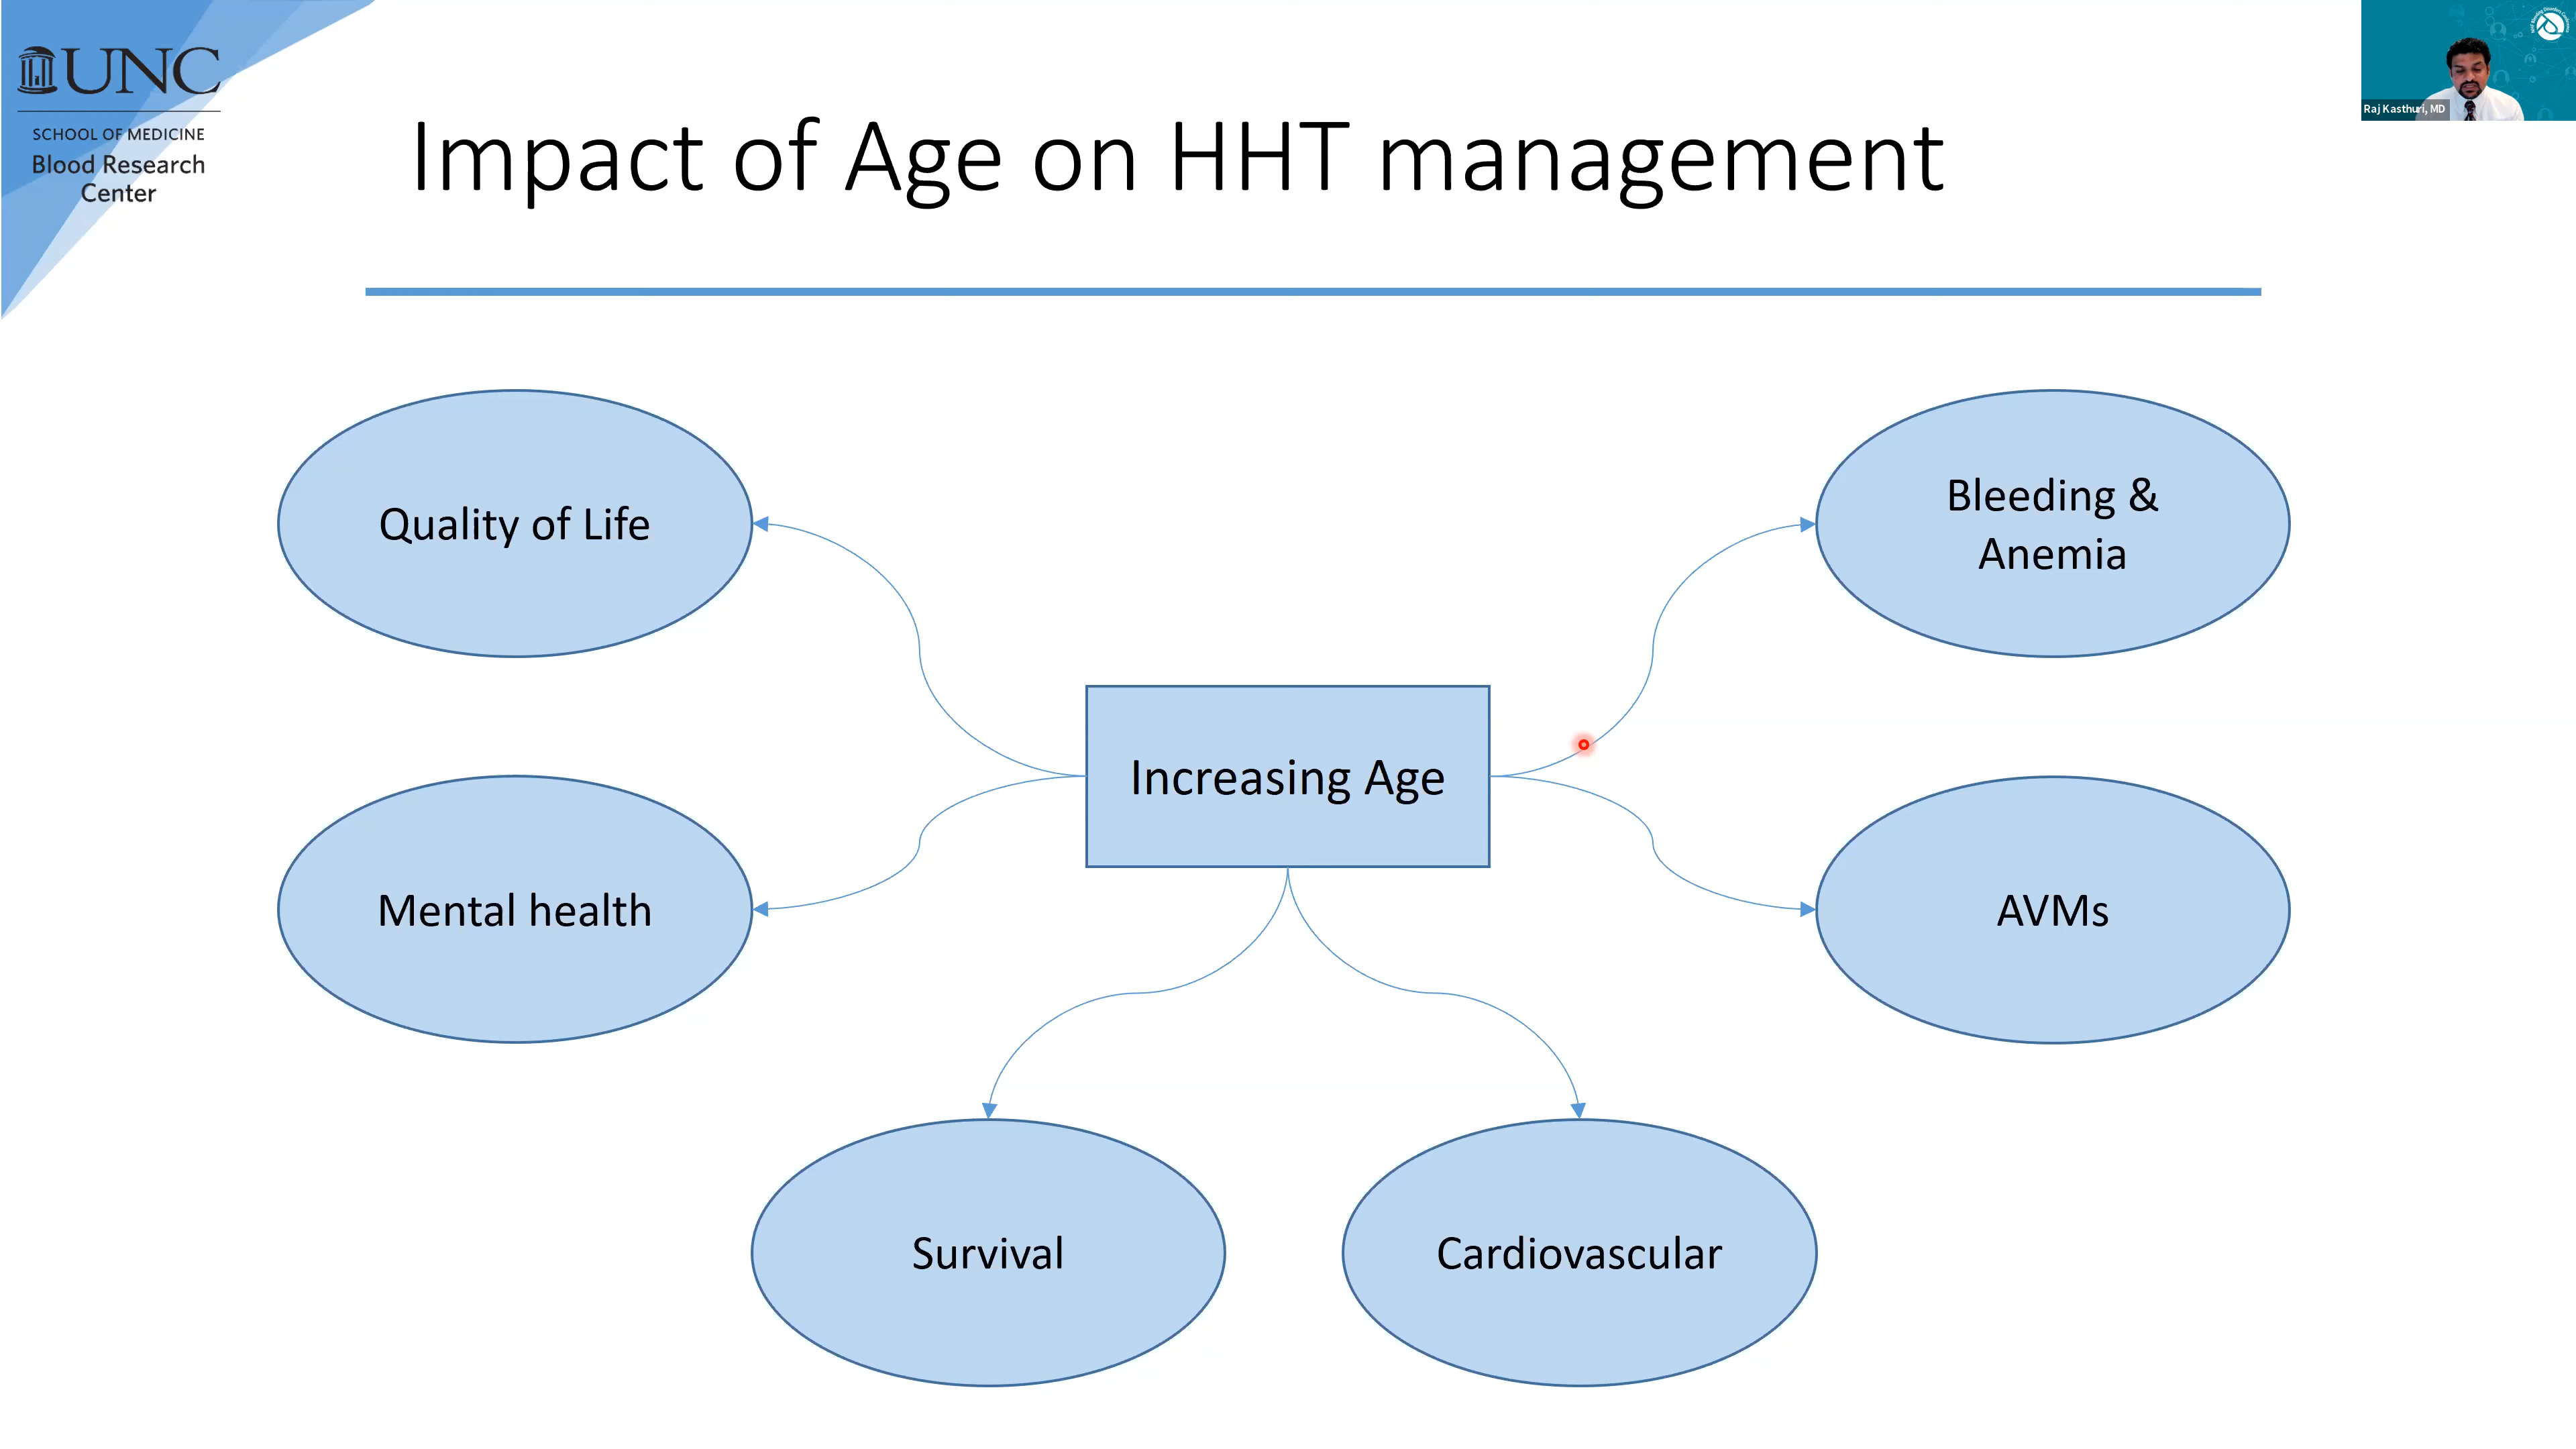 UNC
SCHOOL OF MEDICINE
Blood Research
Center
Impact of Age on HHT management
Raj Kasthuri, MD
Quality of Life
Bleeding &
Anemia
Increasing Age
Mental health
AVMs
Survival
Cardiovascular